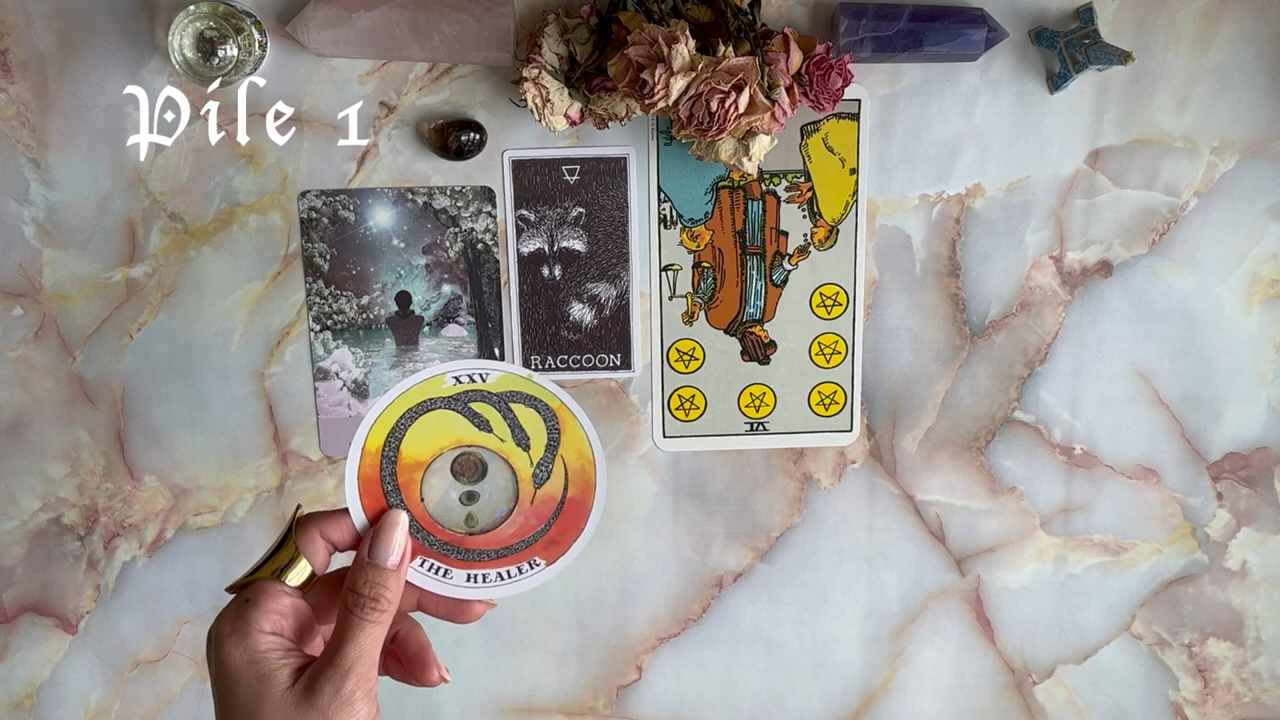 Pile 1
RACCOON
XXV
THE HEALER
VI